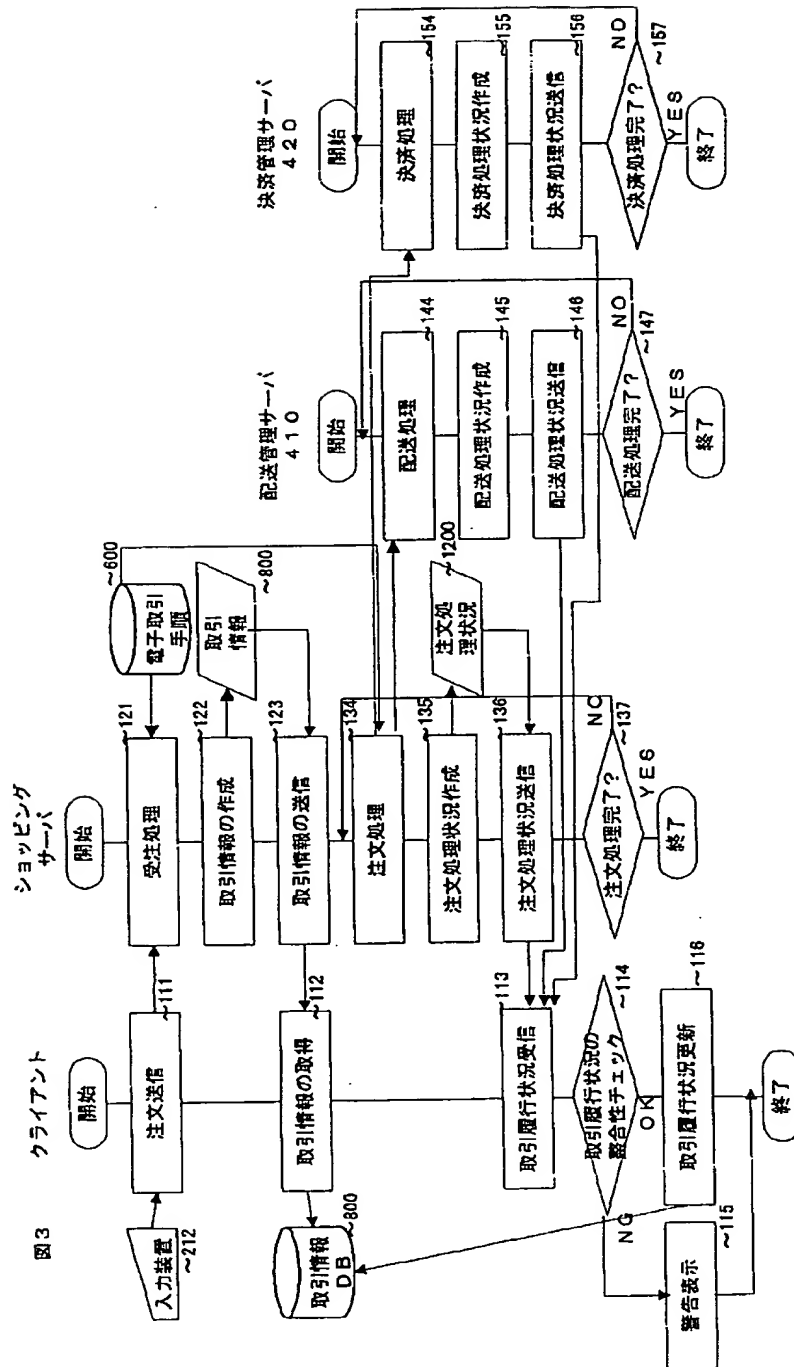 図3
クライアント
開始
入力装置
~212
注文送信
~111
取引情報の取得
~112
取引情報
DB
~800
取引履行状況受信
~113
取引履行状況の
整合性チェック
~114
NG
OK
警告表示
~115
取引履行状況更新
~116
終了
ショッピング
サーバ
開始
受注処理
~121
電子取引
手順
~600
取引情報の作成
~122
取引
情報
~800
取引情報の送信
~123
注文処理
~134
注文処理状況作成
~135
注文処
理状況
~1200
注文処理状況送信
~136
注文処理完了?
~137
NO
YES
終了
配送管理サーバ
410
開始
配送処理
~144
配送処理状況作成
~145
配送処理状況送信
~146
配送処理完了?
~147
NO
YES
終了
決済管理サーバ
420
開始
決済処理
~154
決済処理状況作成
~155
決済処理状況送信
~156
決済処理完了?
~157
NO
YES
終了